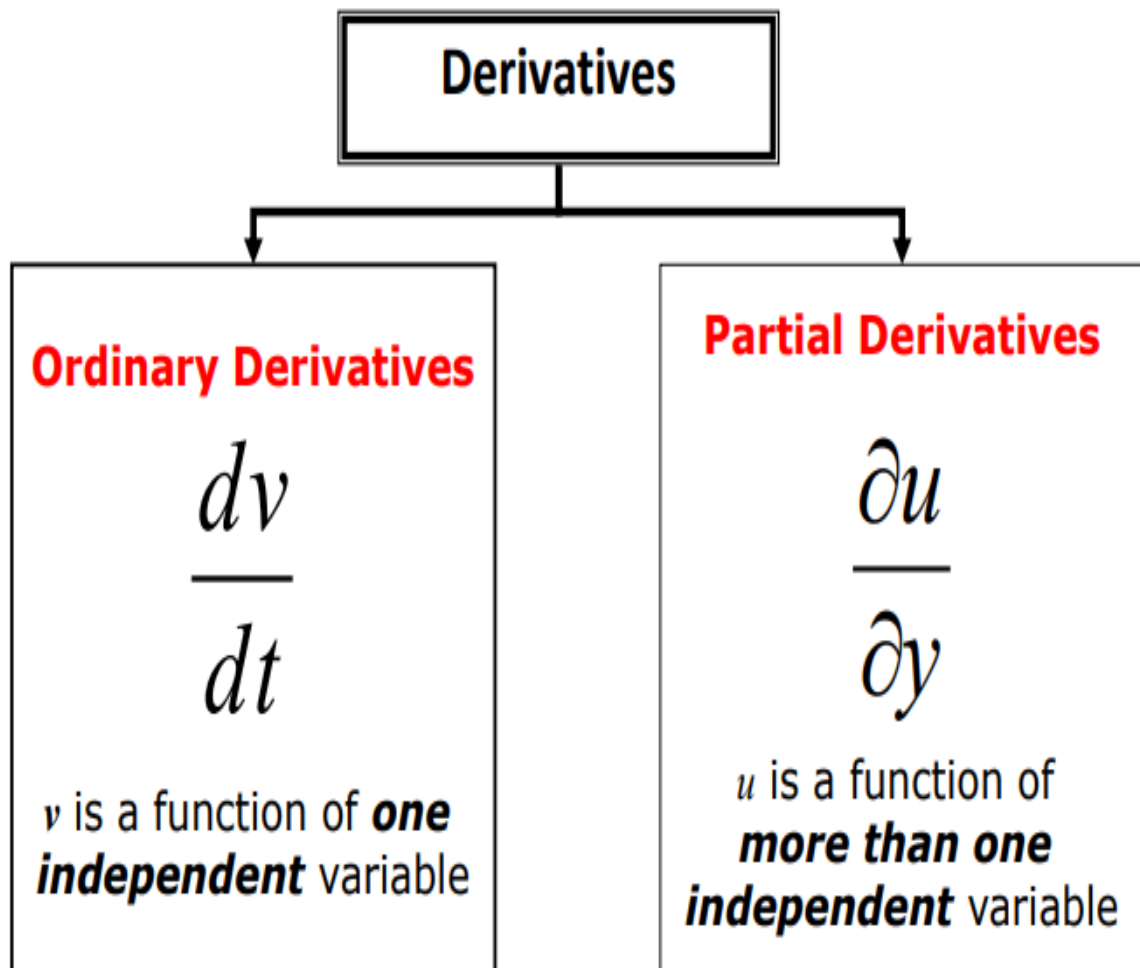 Derivatives
Ordinary Derivatives
dv
dt
v is a function of one
independent variable
Partial Derivatives
∂u
∂y
u is a function of
more than one
independent variable